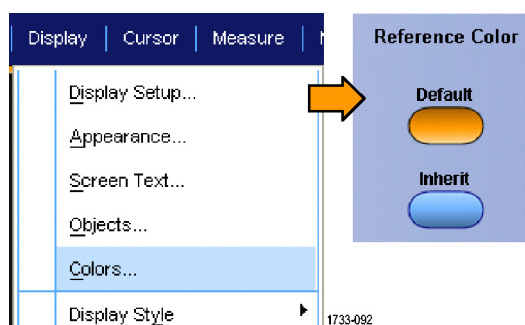 Display Cursor Measure
Display Setup...
Appearance...
Screen Text...
Objects...
Colors...
Display Style
Reference Color
Default
Inherit
1733-092